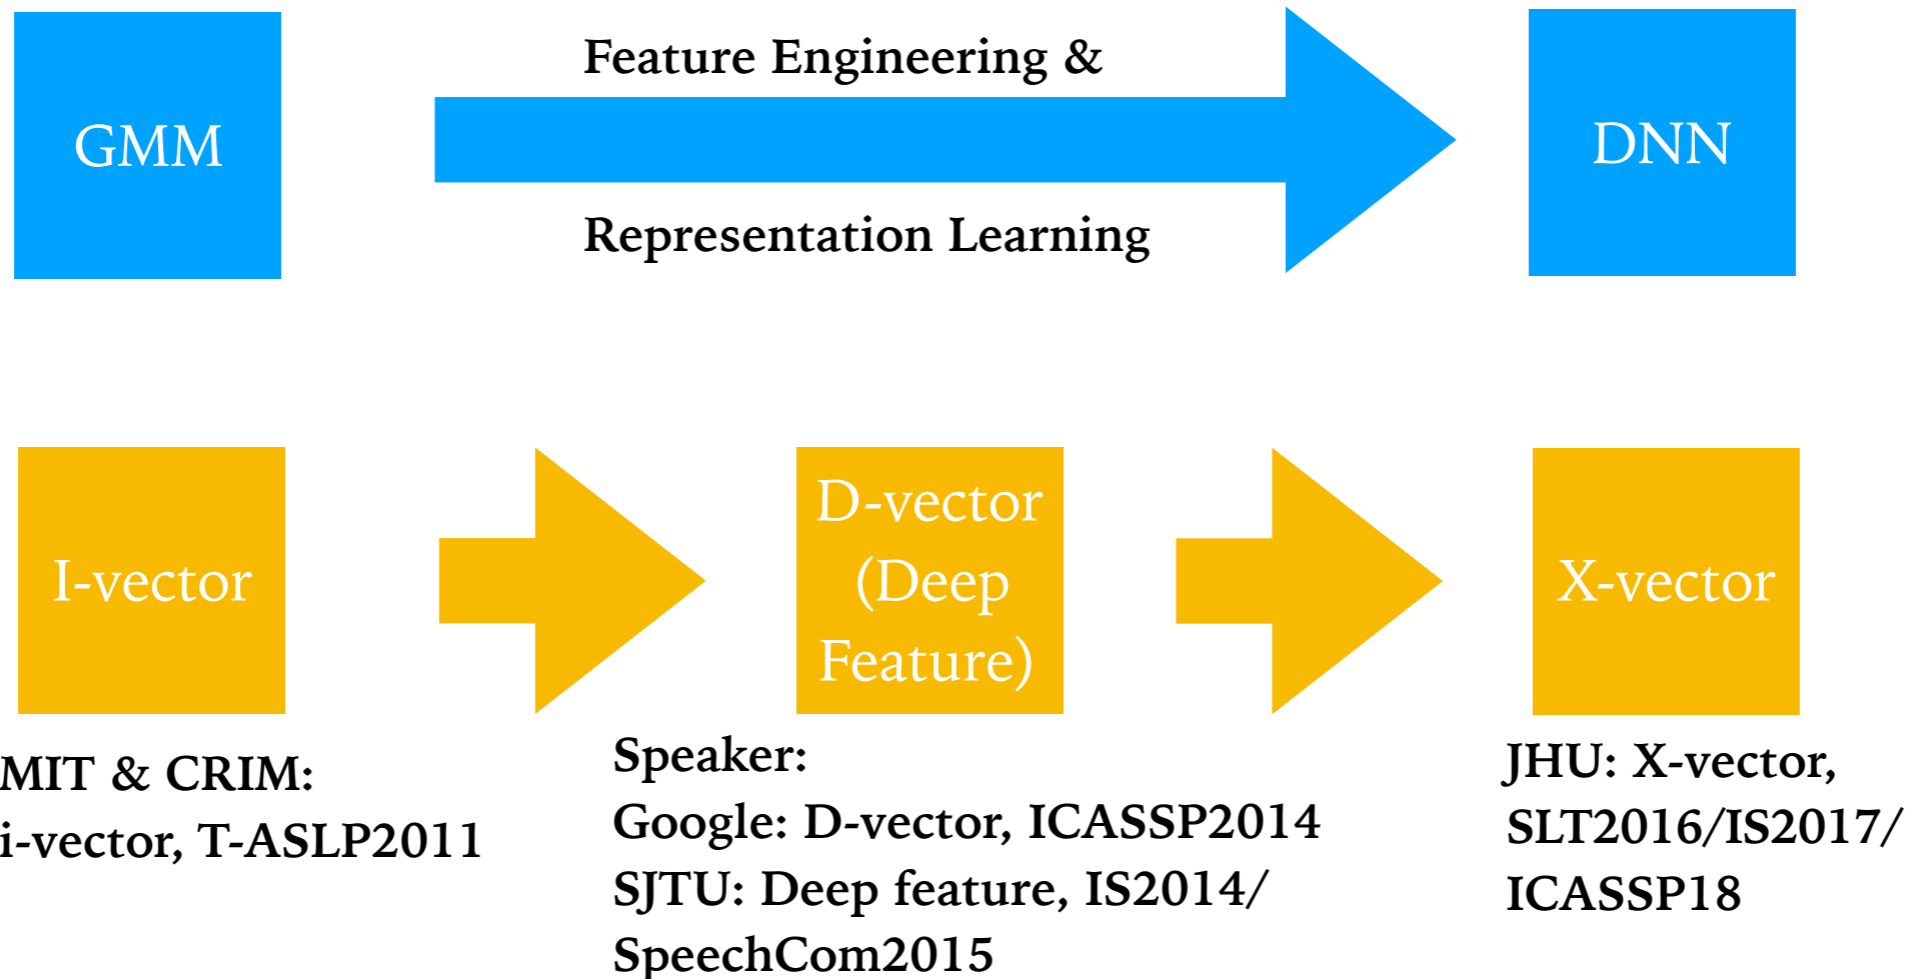 GMM
Feature Engineering &
Representation Learning
DNN
I-vector
D-vector
(Deep
Feature)
X-vector
MIT & CRIM:
i-vector, T-ASLP2011
Speaker:
Google: D-vector, ICASSP2014
SJTU: Deep feature, IS2014/
SpeechCom2015
JHU: X-vector,
SLT2016/IS2017/
ICASSP18